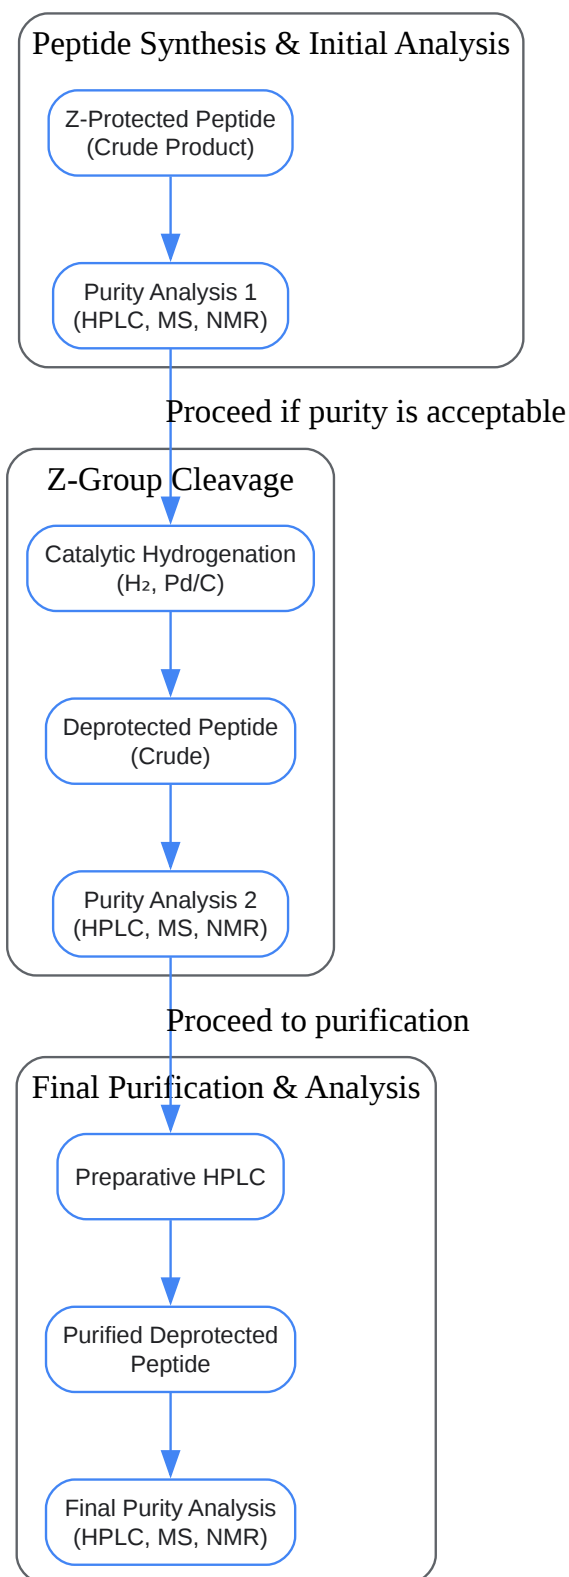 Peptide Synthesis & Initial Analysis
Z-Protected Peptide
(Crude Product)
Purity Analysis 1
(HPLC, MS, NMR)
Proceed if purity is acceptable
Z-Group Cleavage
Catalytic Hydrogenation
(H₂, Pd/C)
Deprotected Peptide
(Crude)
Purity Analysis 2
(HPLC, MS, NMR)
Proceed to purification
Final Purification & Analysis
Preparative HPLC
Purified Deprotected
Peptide
Final Purity Analysis
(HPLC, MS, NMR)